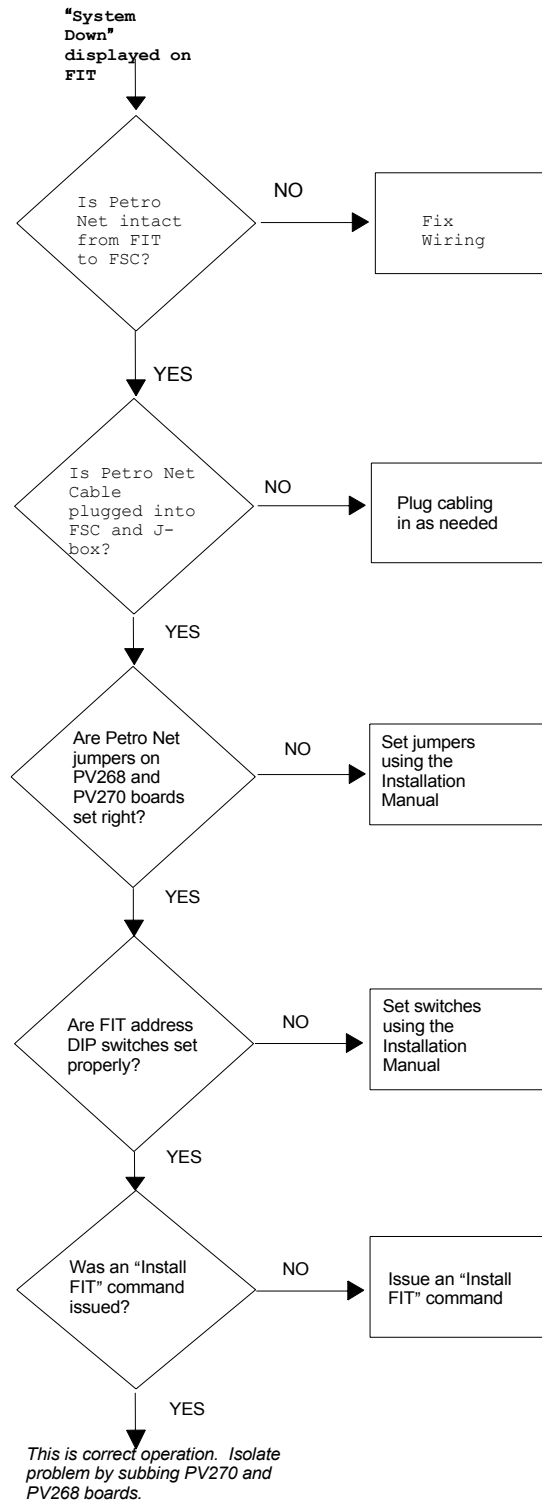 “System
Down”
displayed on
FIT
Is Petro
Net intact
from FIT
to FSC?
NO
Fix
Wiring
YES
Is Petro Net
Cable
plugged into
FSC and J-
box?
NO
Plug cabling
in as needed
YES
Are Petro Net
jumpers on
PV268 and
PV270 boards
set right?
NO
Set jumpers
using the
Installation
Manual
YES
Are FIT address
DIP switches set
properly?
NO
Set switches
using the
Installation
Manual
YES
Was an “Install
FIT” command
issued?
NO
Issue an “Install
FIT” command
YES
This is correct operation. Isolate
problem by subbing PV270 and
PV268 boards.